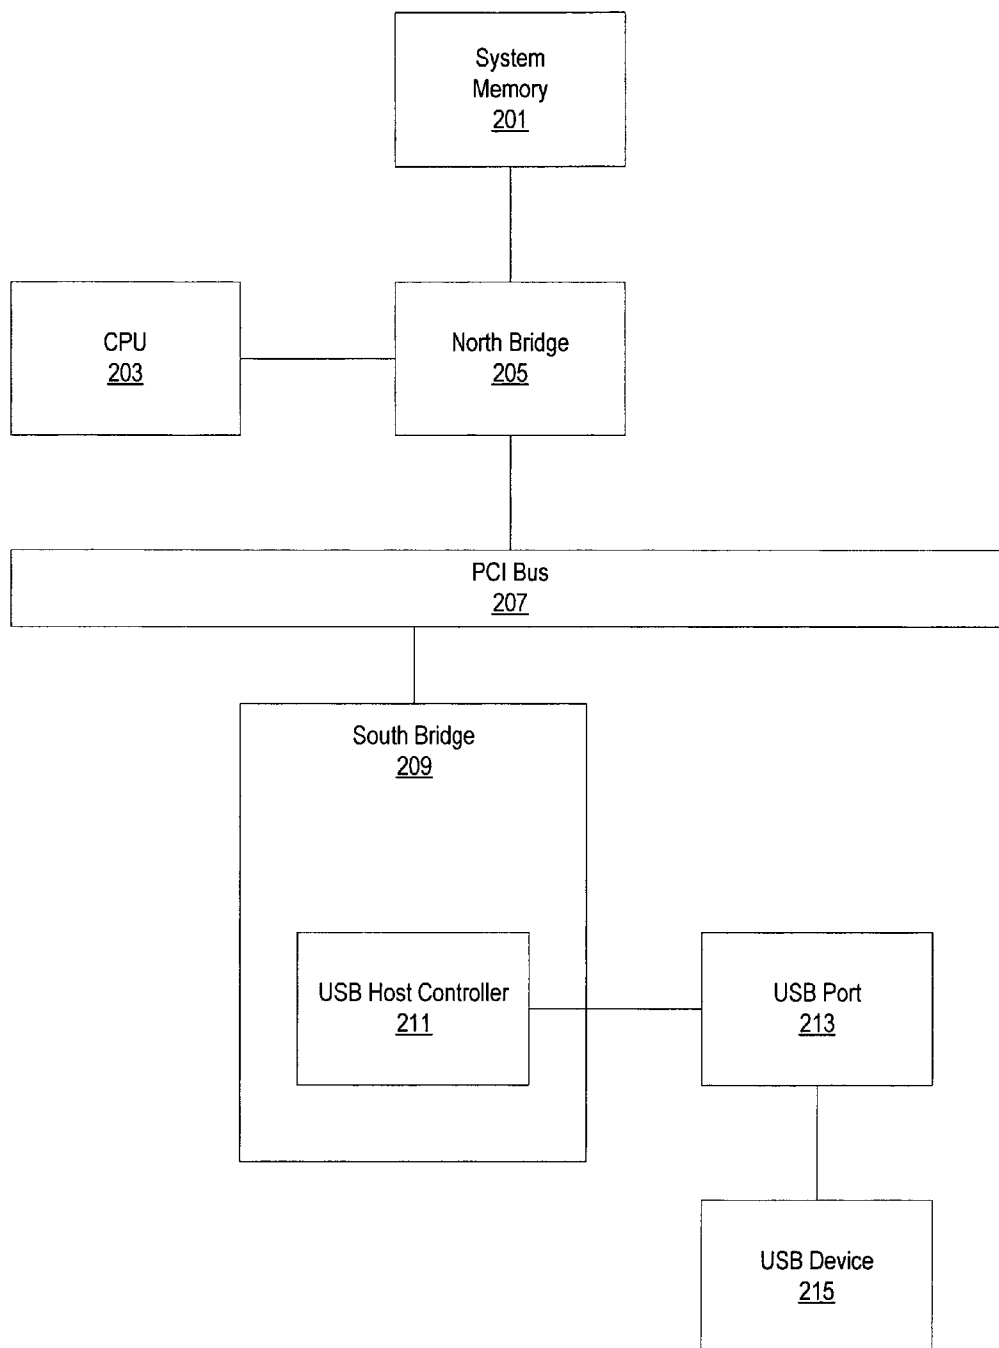 System
Memory
201
CPU
203
North Bridge
205
PCI Bus
207
South Bridge
209
USB Host Controller
211
USB Port
213
USB Device
215